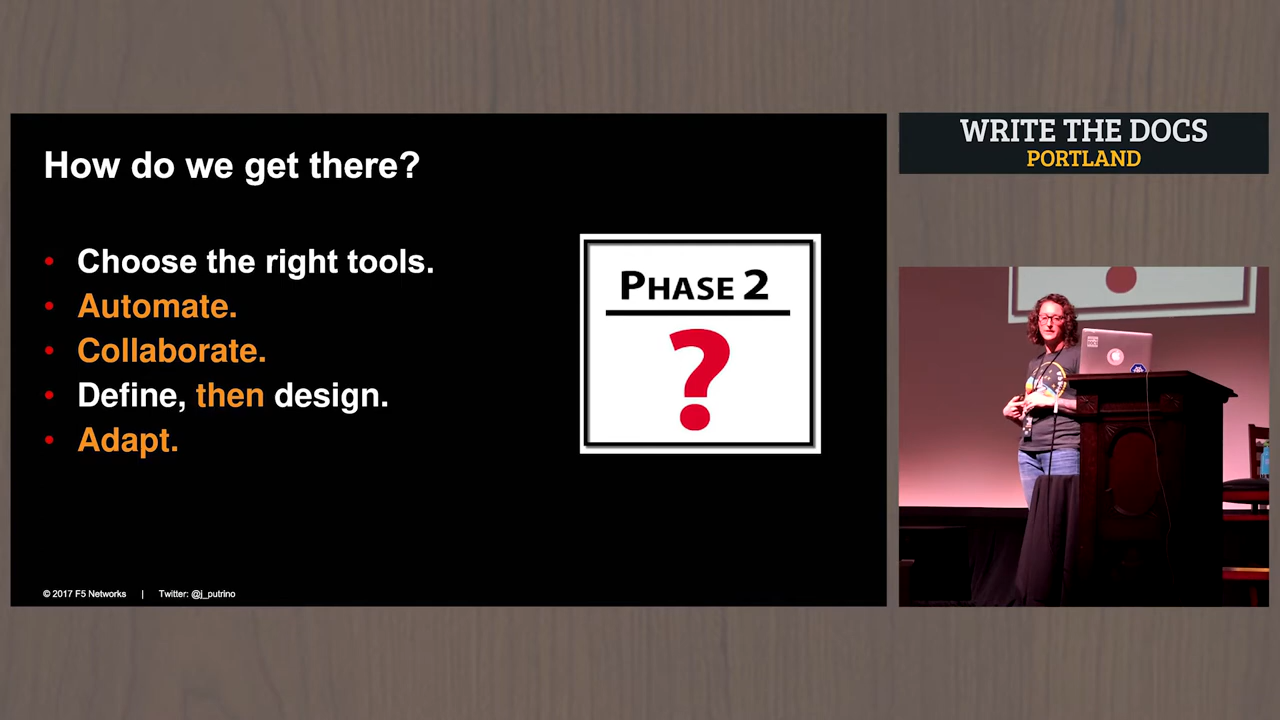 How do we get there?
• Choose the right tools.
• Automate.
• Collaborate.
• Define, then design.
• Adapt.
PHASE 2
?
© 2017 F5 Networks | Twitter: @j_putrino
WRITE THE DOCS
PORTLAND